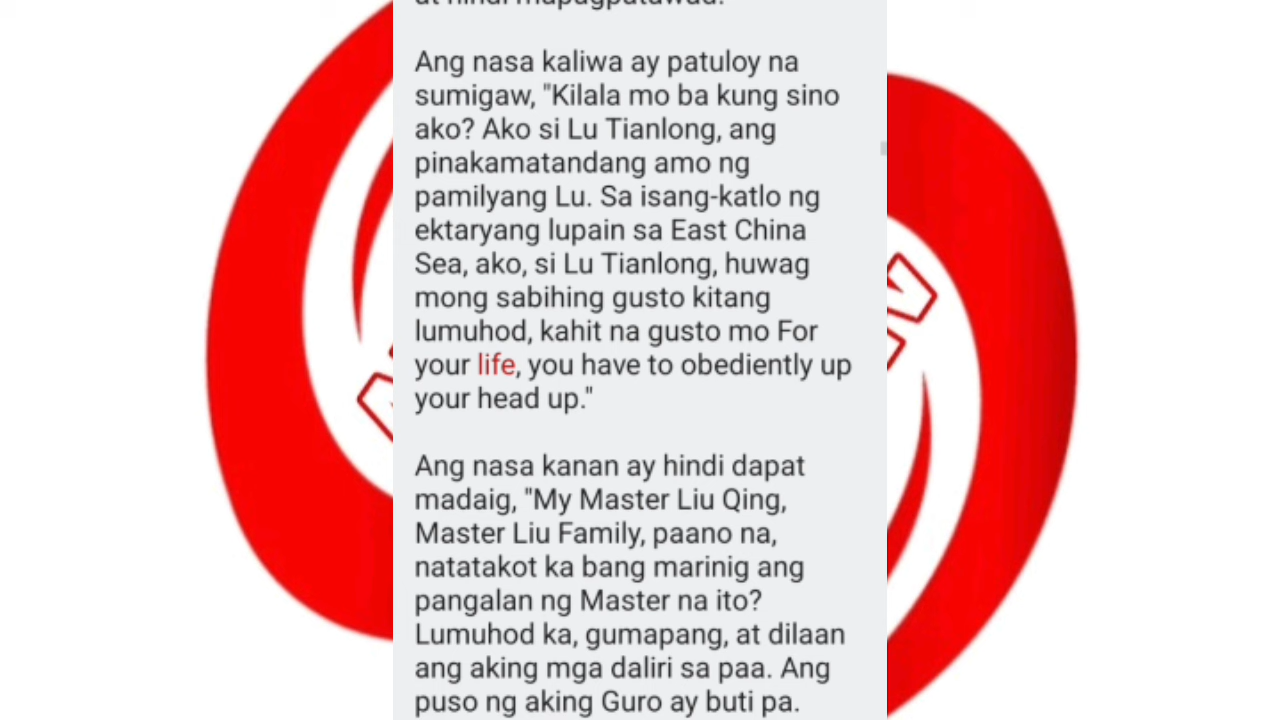 at hindi mapagpatawad.
Ang nasa kaliwa ay patuloy na
sumigaw, "Kilala mo ba kung sino
ako? Ako si Lu Tianlong, ang
pinakamatandang amo ng
pamilyang Lu. Sa isang-katlo ng
ektaryang lupain sa East China
Sea, ako, si Lu Tianlong, huwag
mong sabihing gusto kitang
lumuhod, kahit na gusto mo For
your life, you have to obediently up
your head up."
Ang nasa kanan ay hindi dapat
madaig, "My Master Liu Qing,
Master Liu Family, paano na,
natatakot ka bang marinig ang
pangalan ng Master na ito?
Lumuhod ka, gumapang, at dilaan
ang aking mga daliri sa paa. Ang
puso ng aking Guro ay buti pa.